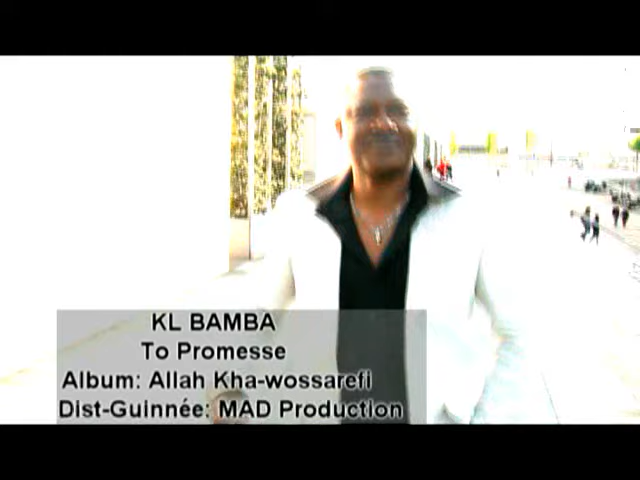 KL BAMBA
To Promesse
Album: Allah Kha-wossarefi
Dist-Guinnée: MAD Production